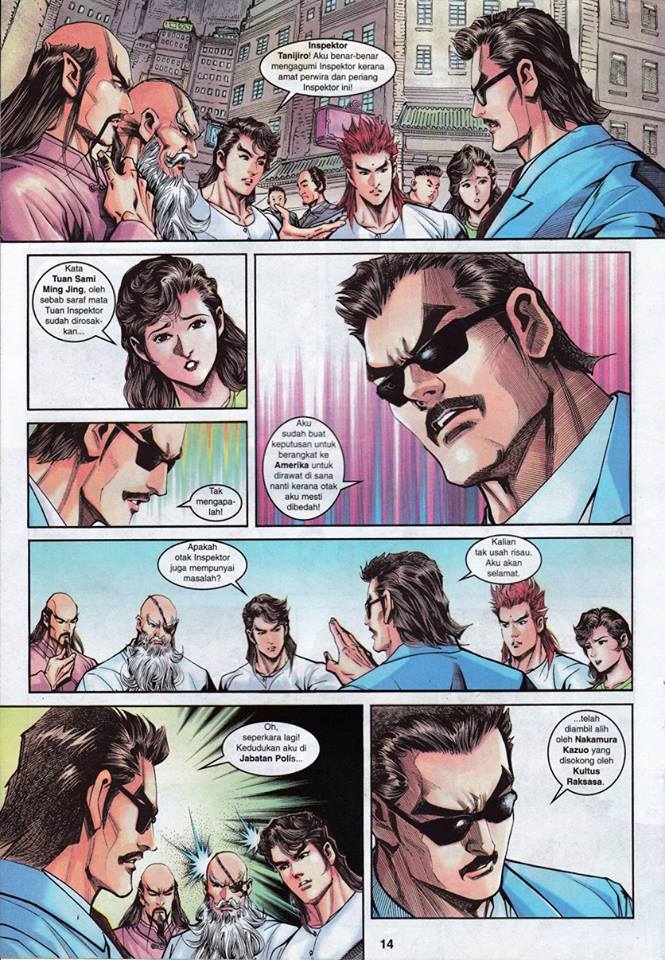 Inspektor
Tanijiro! Aku benar-benar
mengagumi Inspektor kerana
amat perwira dan periang
Inspektor ini!
Kata
Tuan Sami
Ming Jing, oleh
sebab saraf mata
Tuan Inspektor
sudah dirosak-
kan...
Tak
mengapa-
lah!
Aku
sudah buat
keputusan untuk
berangkat ke
Amerika untuk
dirawat di sana
nanti kerana otak
aku mesti
dibedah!
Apakah
otak Inspektor
juga mempunyai
masalah?
Kalian
tak usah risau.
Aku akan
selamat.
Oh,
seperkara lagi!
Kedudukan aku di
Jabatan Polis...
...telah
diambil alih
oleh Nakamura
Kazuo yang
disokong oleh
Kultus
Raksasa.
14